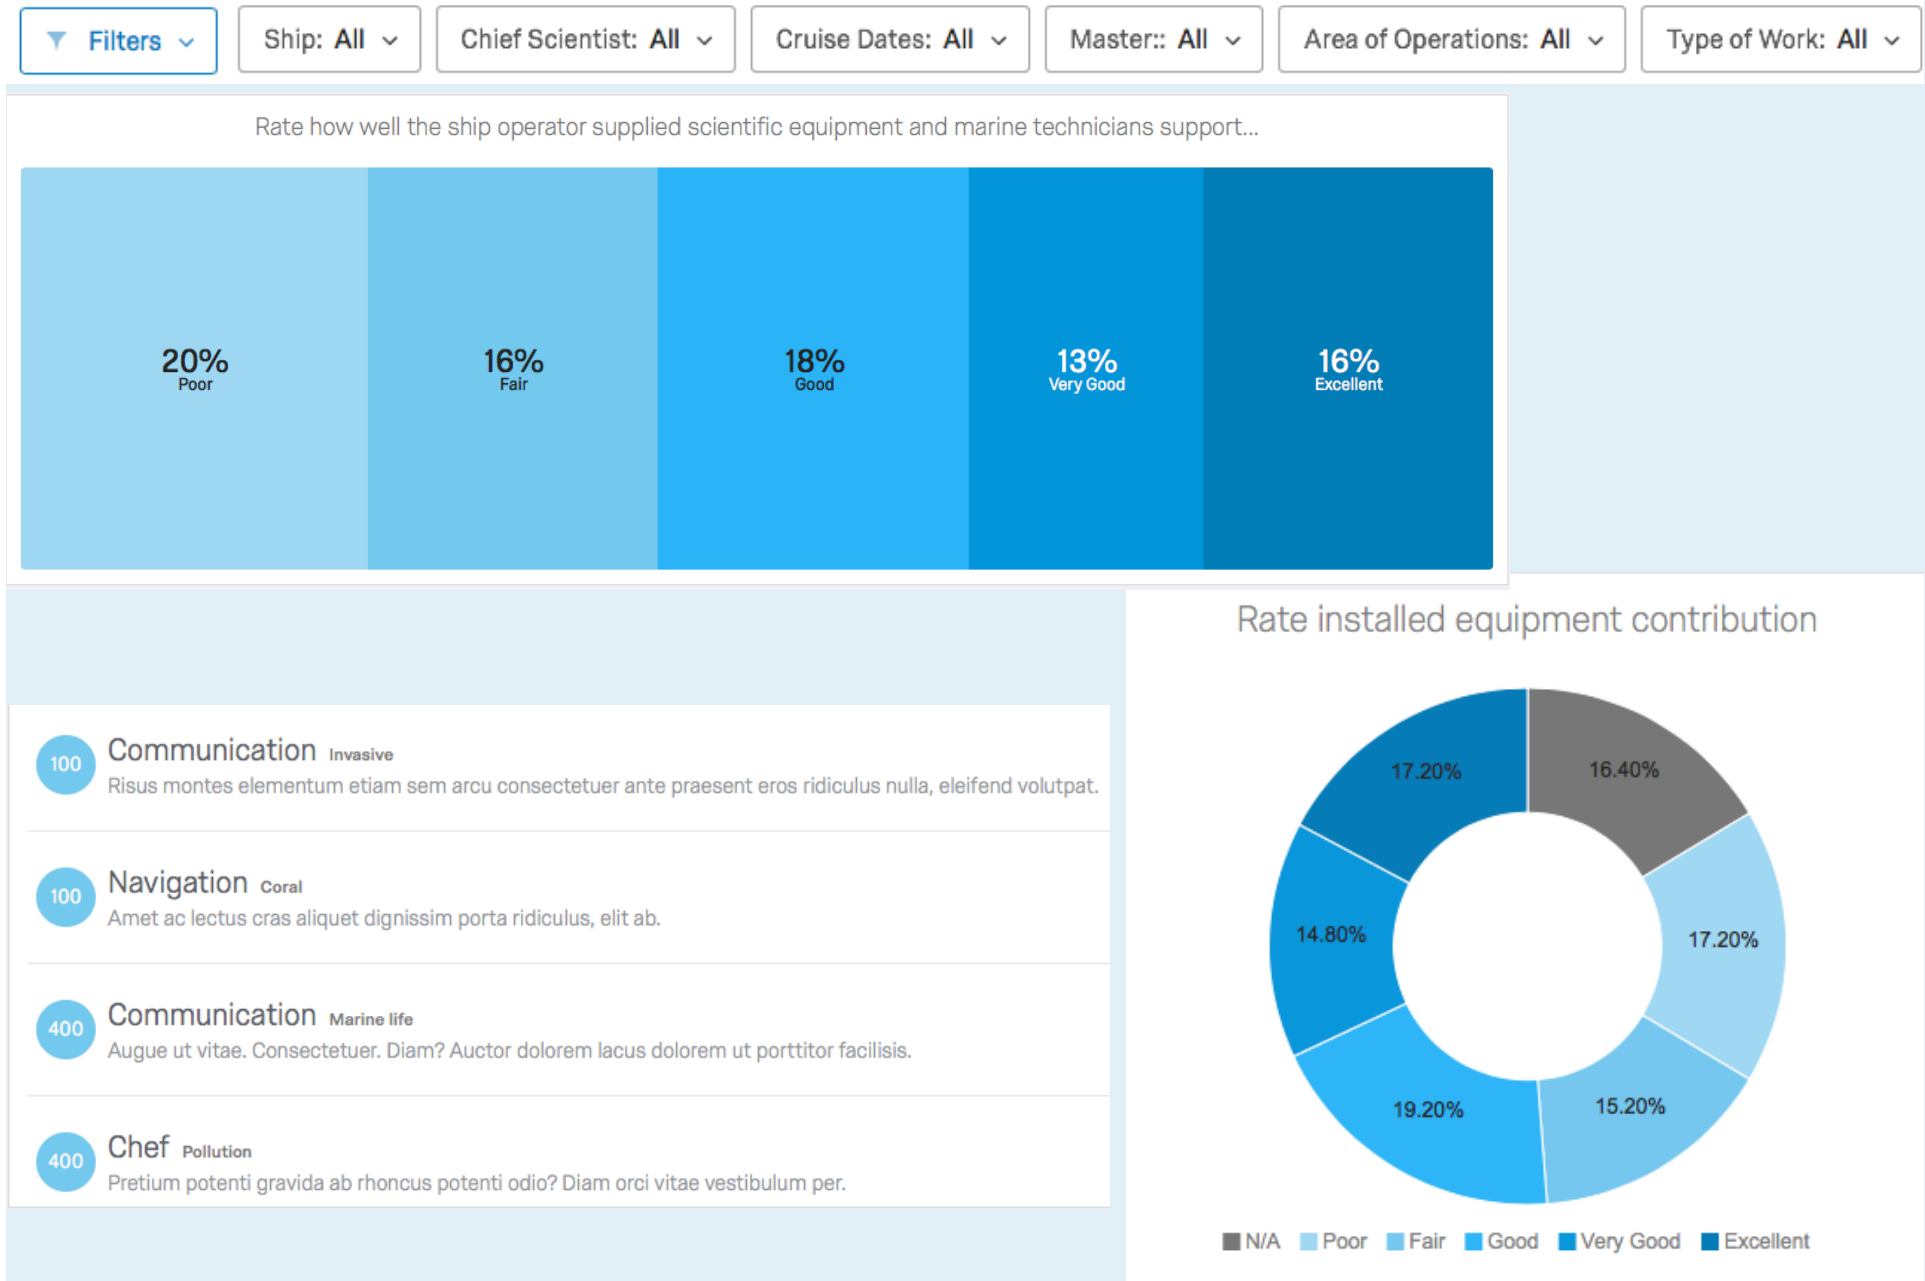 Filters
Ship: All
Chief Scientist: All
Cruise Dates: All
Master:: All
Area of Operations: All
Type of Work: All
Rate how well the ship operator supplied scientific equipment and marine technicians support...
20%
Poor
16%
Fair
18%
Good
13%
Very Good
16%
Excellent
100
Communication Invasive
Risus montes elementum etiam sem arcu consectetuer ante praesent eros ridiculus nulla, eleifend volutpat.
100
Navigation Coral
Amet ac lectus cras aliquet dignissim porta ridiculus, elit ab.
400
Communication Marine life
Augue ut vitae. Consectetuer. Diam? Auctor dolorem lacus dolorem ut porttitor facilisis.
400
Chef Pollution
Pretium potenti gravida ab rhoncus potenti odio? Diam orci vitae vestibulum per.
Rate installed equipment contribution
17.20%
16.40%
14.80%
17.20%
19.20%
15.20%
N/A Poor Fair Good Very Good Excellent